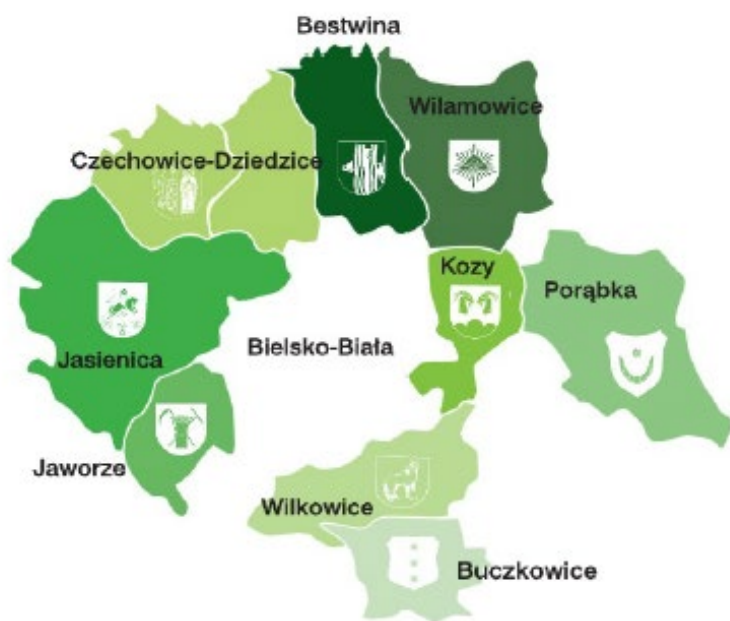 Bestwina
Wilamowice
Czechowice-Dziedzice
Kozy
Porąbka
Bielsko-Biała
Jasienica
Jaworze
Wilkowice
Buczkowice